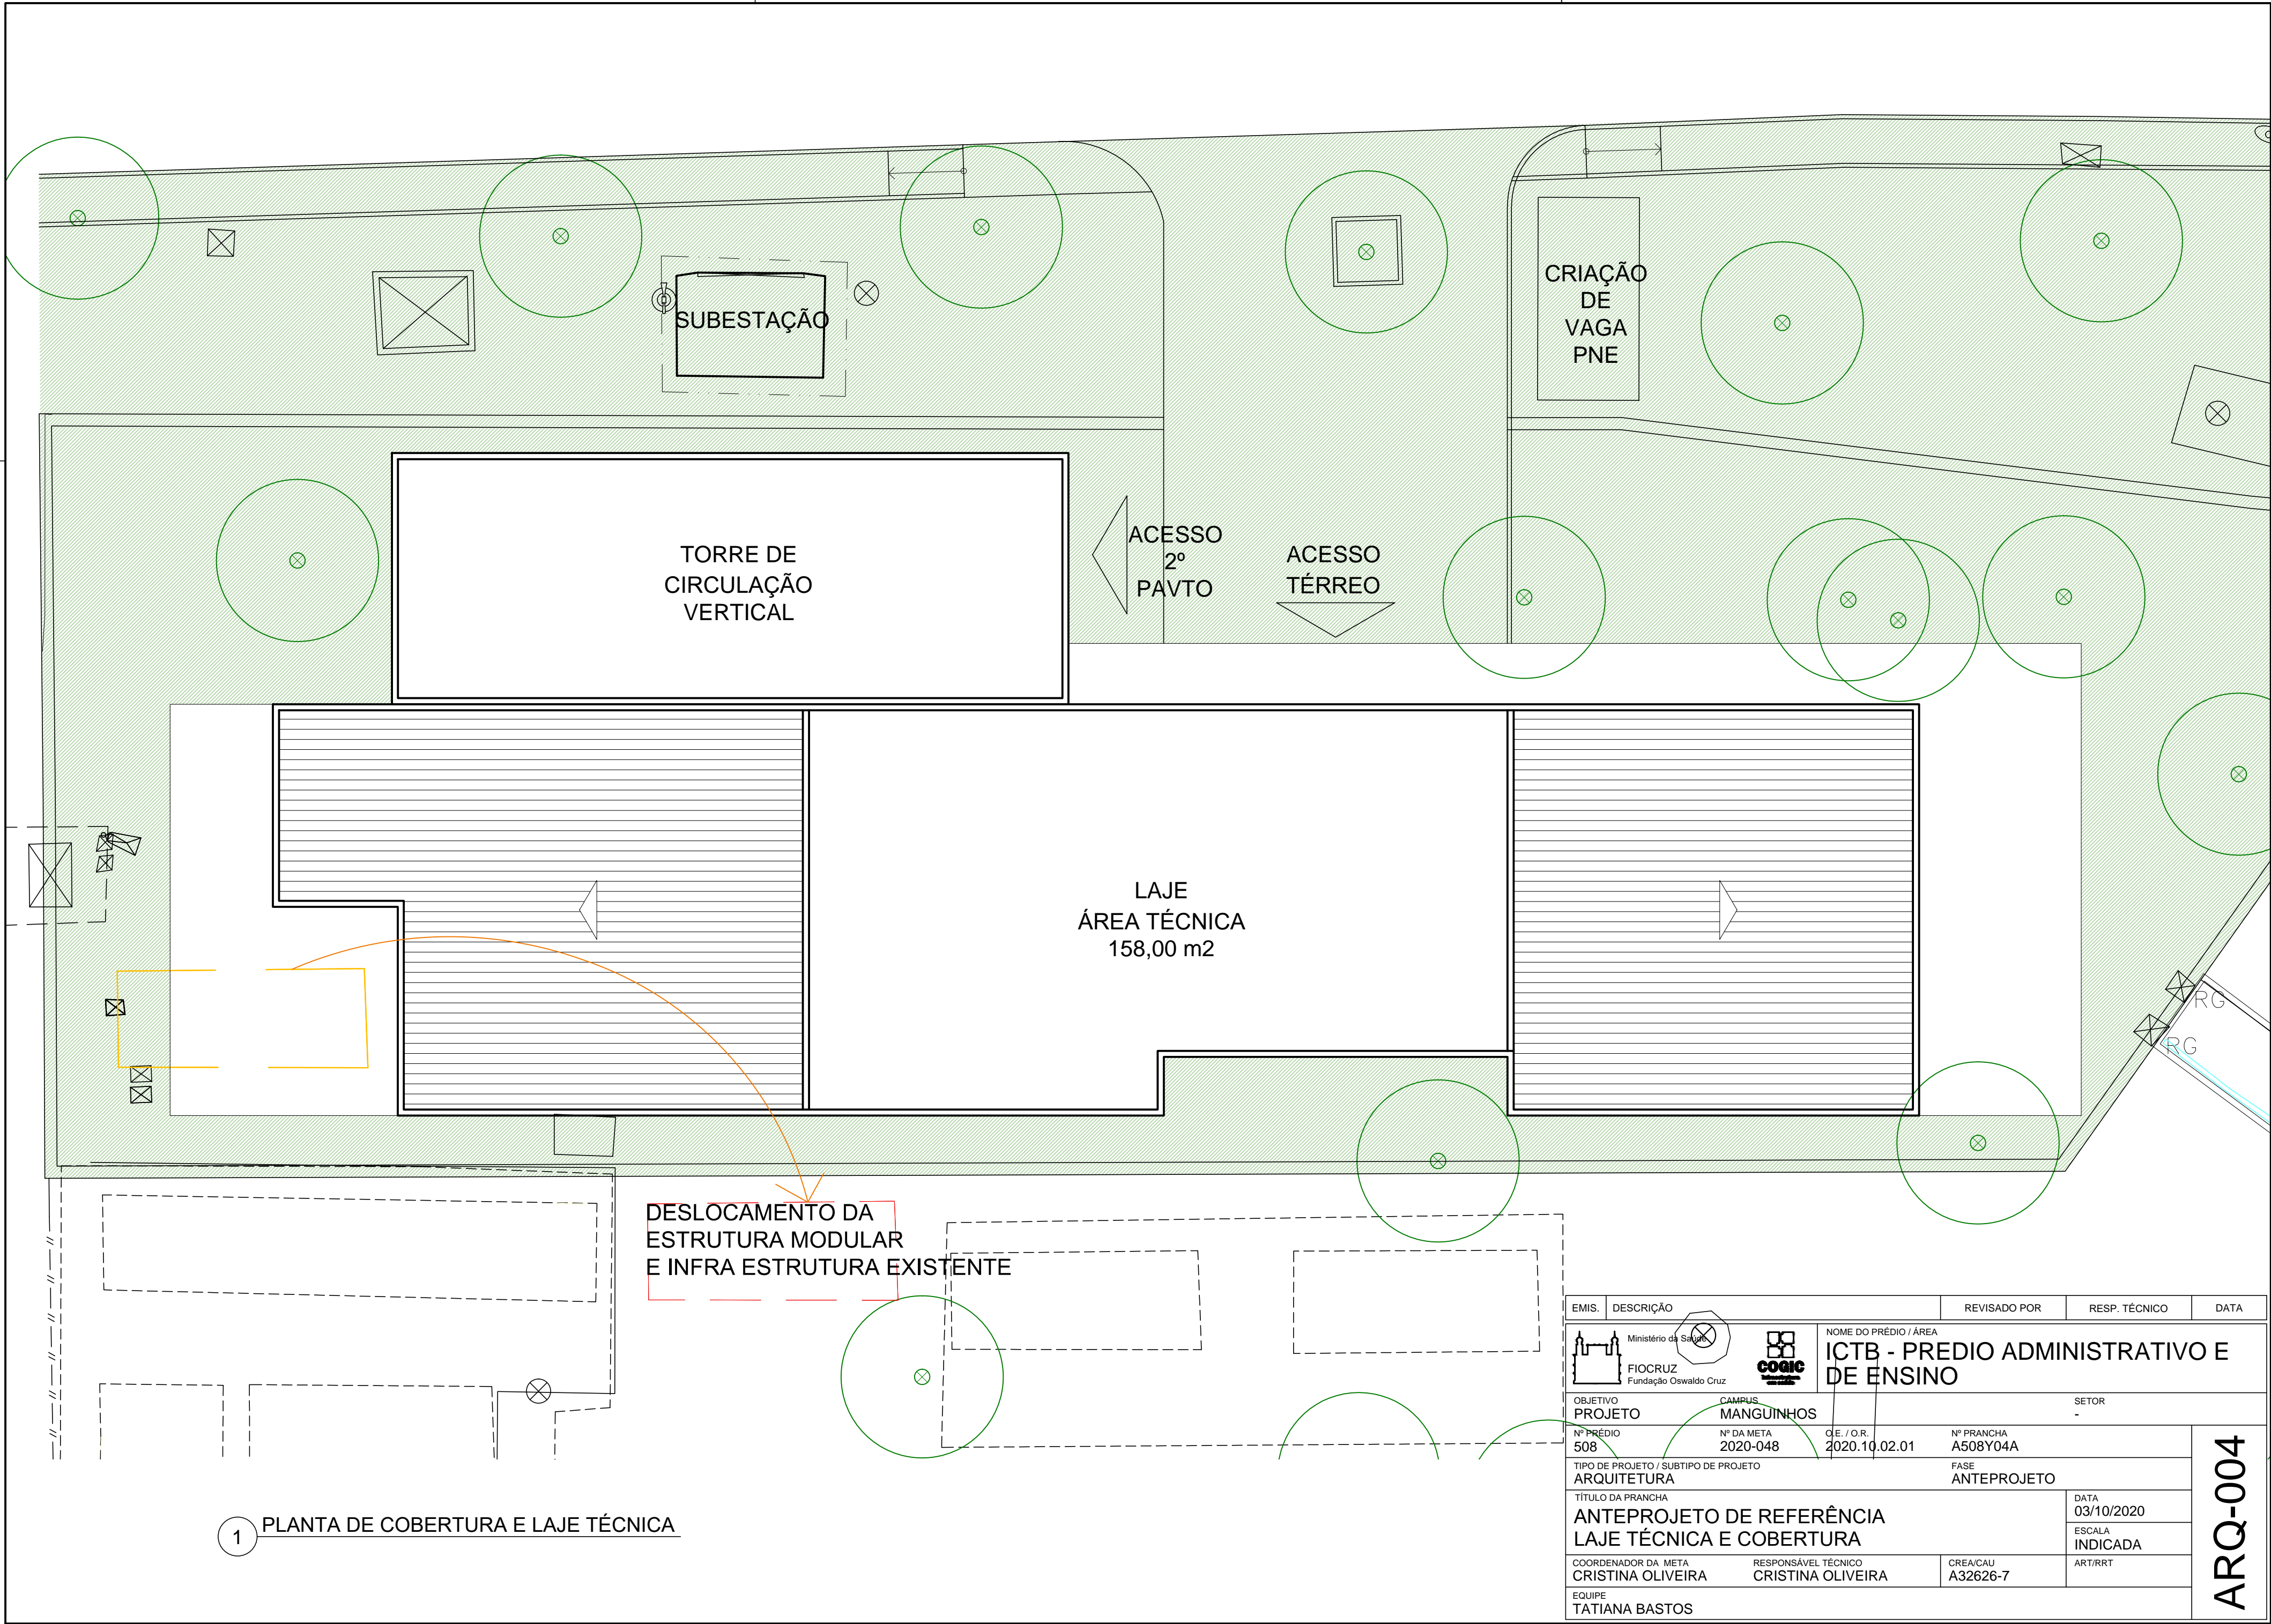 SUBESTAÇÃO
CRIAÇÃO
DE
VAGA
PNE
TORRE DE
CIRCULAÇÃO
VERTICAL
ACESSO
2º
PAVTO
ACESSO
TÉRREO
LAJE
ÁREA TÉCNICA
158,00 m2
RG
RG
DESLOCAMENTO DA
ESTRUTURA MODULAR
E INFRA ESTRUTURA EXISTENTE
1
PLANTA DE COBERTURA E LAJE TÉCNICA
EMIS. DESCRIÇÃO REVISADO POR RESP. TÉCNICO DATA
Ministério da Saúde
FIOCRUZ
Fundação Oswaldo Cruz
COGIC
NOME DO PRÉDIO / ÁREA
ICTB - PREDIO ADMINISTRATIVO E
DE ENSINO
OBJETIVO CAMPUS SETOR
PROJETO MANGUINHOS -
Nº PRÉDIO Nº DA META O.E. / O.R. Nº PRANCHA
508 2020-048 2020.10.02.01 A508Y04A
TIPO DE PROJETO / SUBTIPO DE PROJETO FASE
ARQUITETURA ANTEPROJETO
TÍTULO DA PRANCHA
ANTEPROJETO DE REFERÊNCIA
LAJE TÉCNICA E COBERTURA
DATA
03/10/2020
ESCALA
INDICADA
COORDENADOR DA META RESPONSÁVEL TÉCNICO CREA/CAU ART/RRT
CRISTINA OLIVEIRA CRISTINA OLIVEIRA A32626-7
EQUIPE
TATIANA BASTOS
ARQ-004